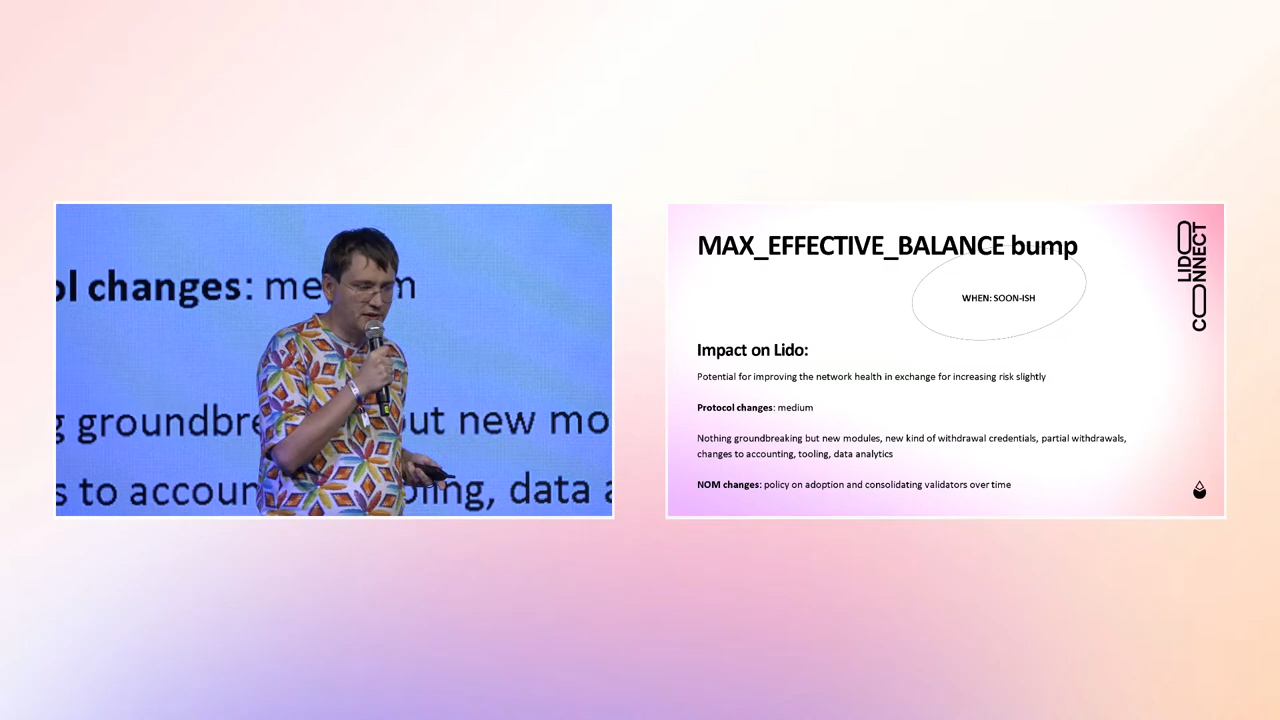 ol changes: me m
g groundbre but new mo
s to accoun oling, data a
MAX_EFFECTIVE_BALANCE bump
WHEN: SOON-ISH
Impact on Lido:
Potential for improving the network health in exchange for increasing risk slightly
Protocol changes: medium
Nothing groundbreaking but new modules, new kind of withdrawal credentials, partial withdrawals,
changes to accounting, tooling, data analytics
NOM changes: policy on adoption and consolidating validators over time
LIDO
CONNECT